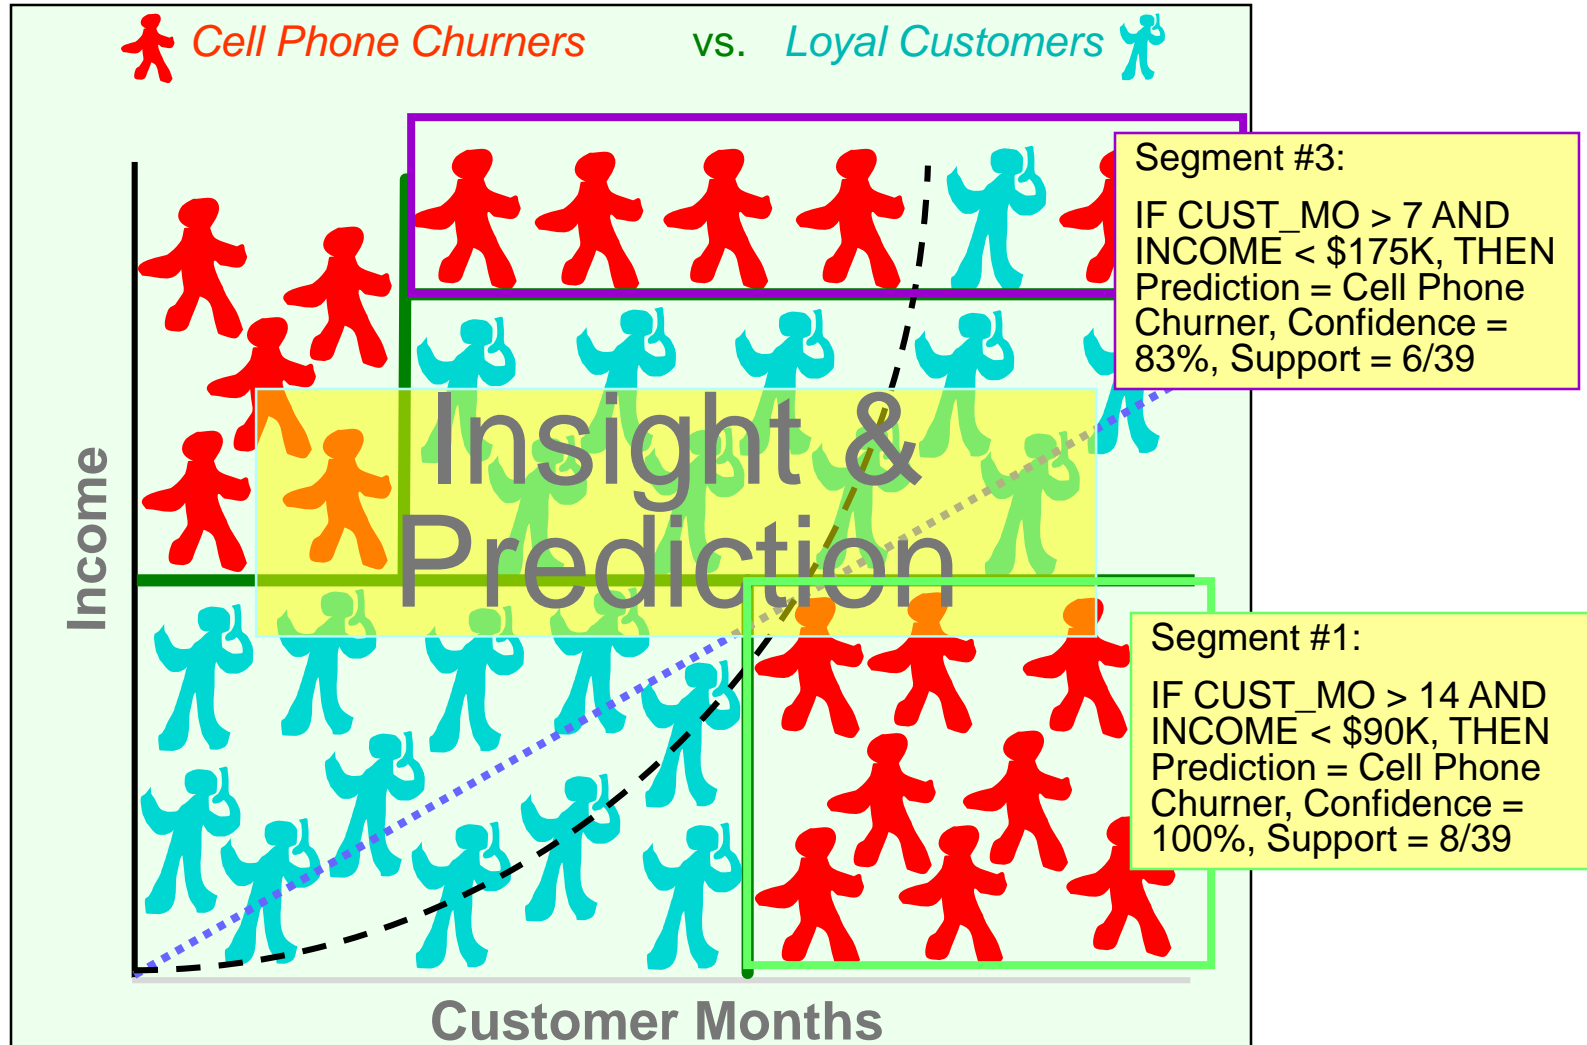 Cell Phone Churners vs. Loyal Customers
Segment #3:
IF CUST_MO > 7 AND
INCOME < $175K, THEN
Prediction = Cell Phone
Churner, Confidence =
83%, Support = 6/39
Insight &
Prediction
Income
Segment #1:
IF CUST_MO > 14 AND
INCOME < $90K, THEN
Prediction = Cell Phone
Churner, Confidence =
100%, Support = 8/39
Customer Months